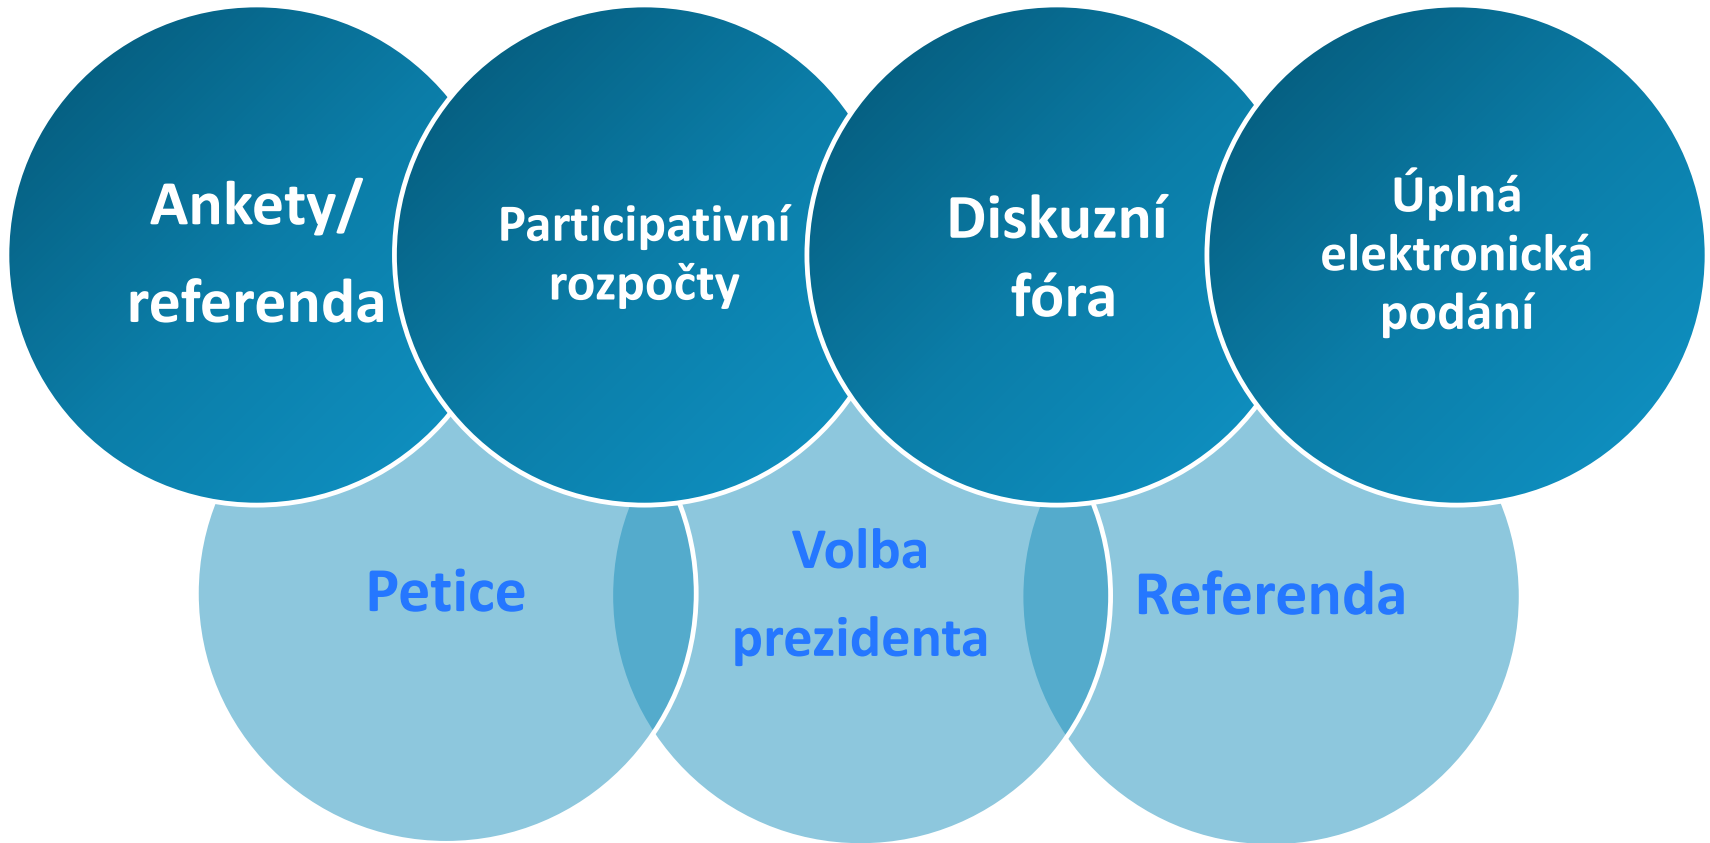 Ankety/
referenda
Participativní
rozpočty
Diskuzní
fóra
Úplná
elektronická
podání
Petice
Volba
prezidenta
Referenda